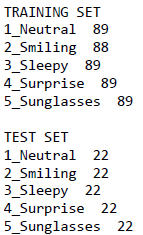 TRAINING SET
1_Neutral 89
2_Smiling 88
3_Sleepy 89
4_Surprise 89
5_Sunglasses 89
TEST SET
1_Neutral 22
2_Smiling 22
3_Sleepy 22
4_Surprise 22
5_Sunglasses 22